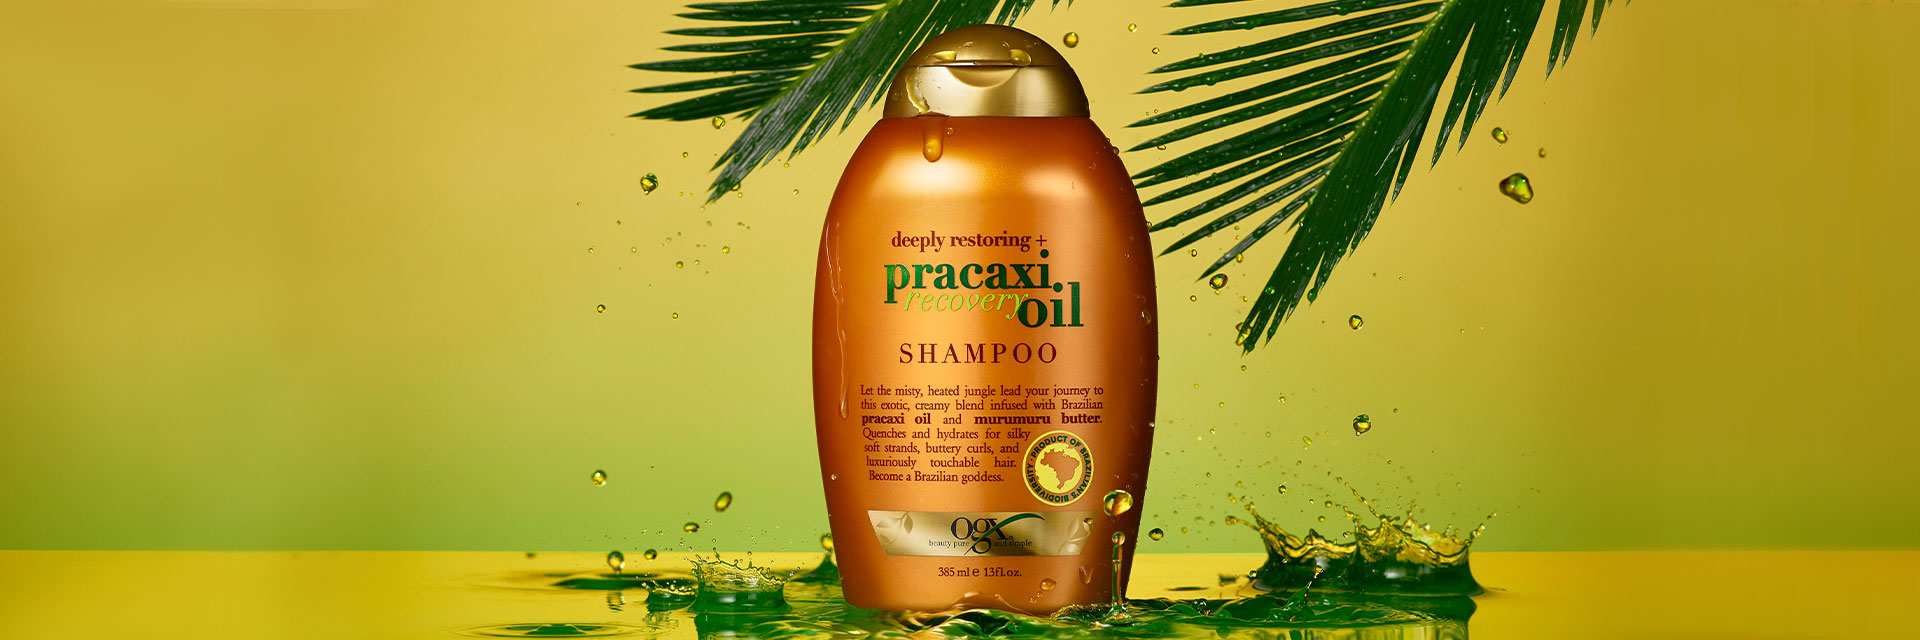 deeply restoring +
pracaxi
recovery
oil
SHAMPOO
Let the misty, heated jungle lead your journey to
this exotic, creamy blend infused with Brazilian
pracaxi oil and murumuru butter.
Quenches and hydrates for silky
soft strands, buttery curls, and
luxuriously touchable hair.
Become a Brazilian goddess.
PRODUCT OF BRAZILIAN'S BIODIVERSITY
ogx
beauty pure and simple
385 ml e 13fl.oz.